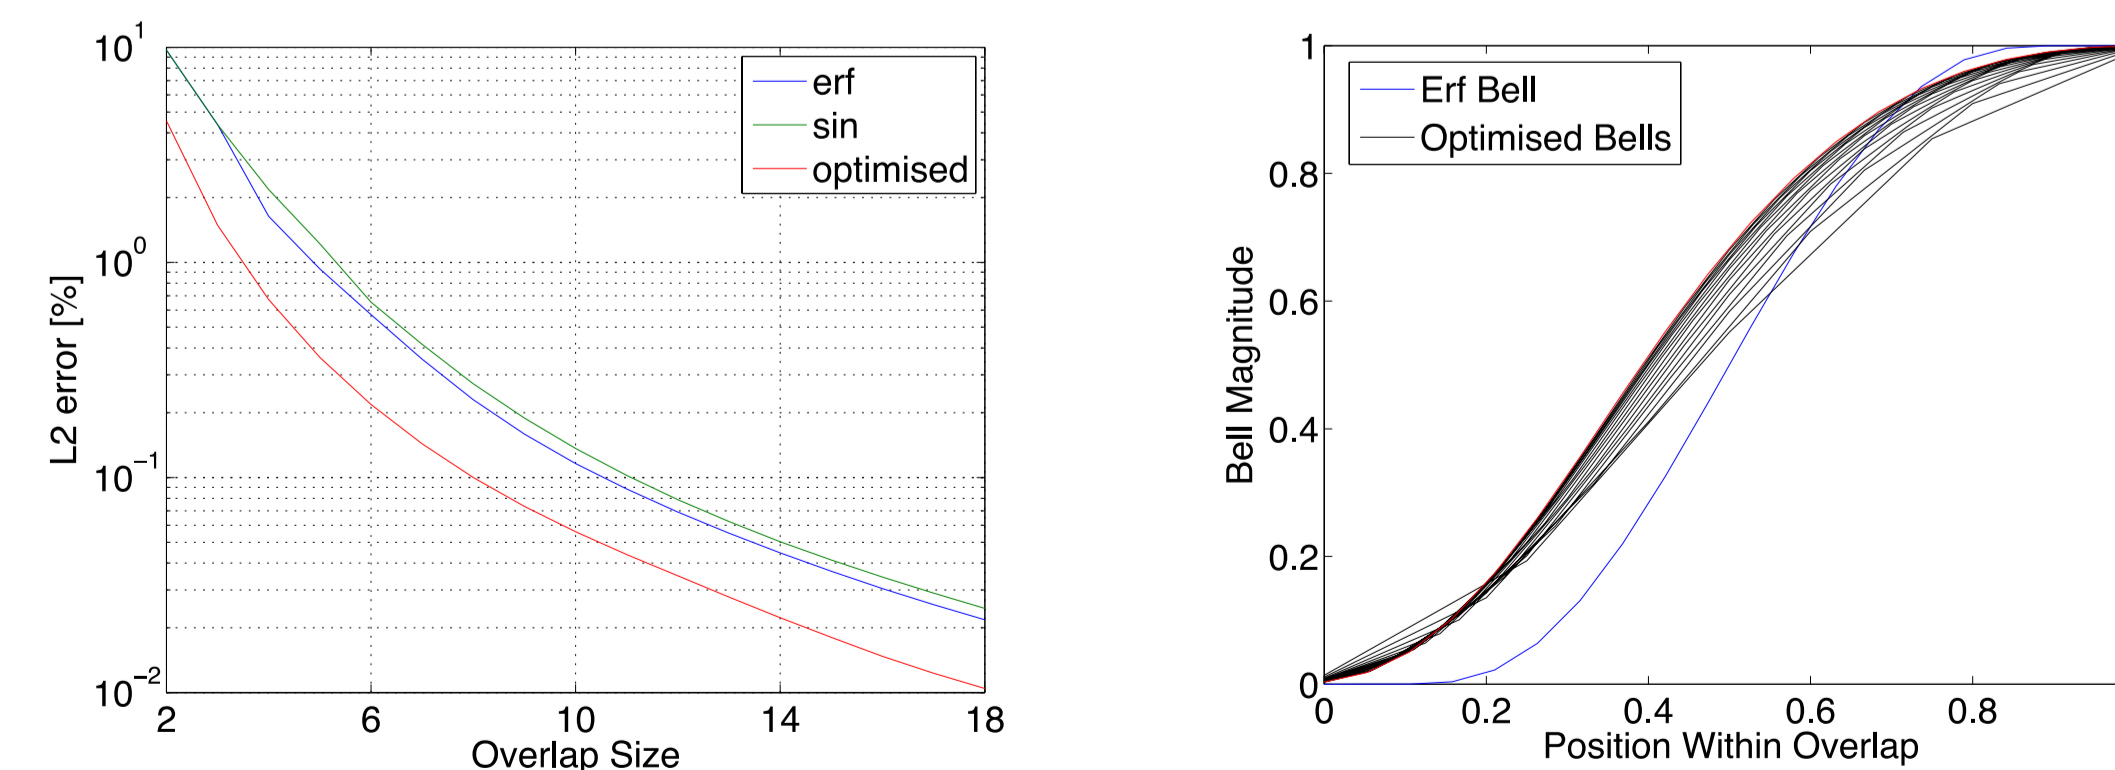 10^1
10^0
10^-1
10^-2
L2 error [%]
2 6 10 14 18
Overlap Size
erf
sin
optimised
1
0.8
0.6
0.4
0.2
0
Bell Magnitude
0 0.2 0.4 0.6 0.8
Position Within Overlap
Erf Bell
Optimised Bells